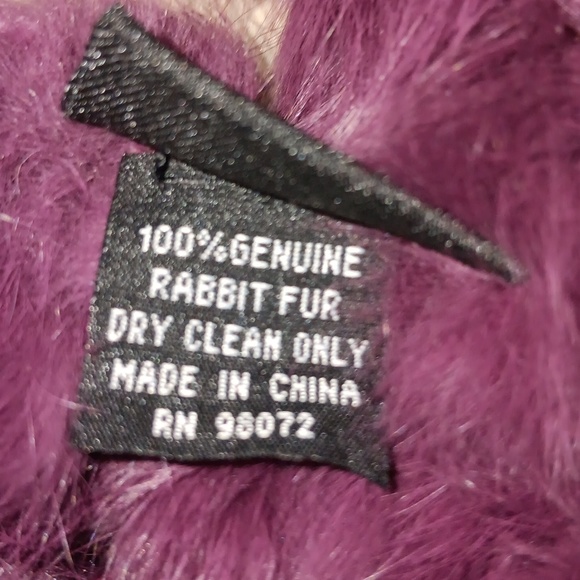 100%GENUINE
RABBIT FUR
DRY CLEAN ONLY
MADE IN CHINA
RN 98072